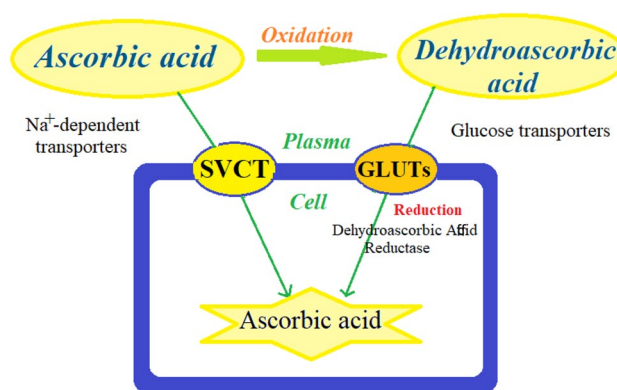 Oxidation
Ascorbic acid
Dehydroascorbic
acid
Na+-dependent
transporters
Plasma
Glucose transporters
SVCT
GLUTs
Cell
Reduction
Dehydroascorbic
Reductase
Ascorbic acid